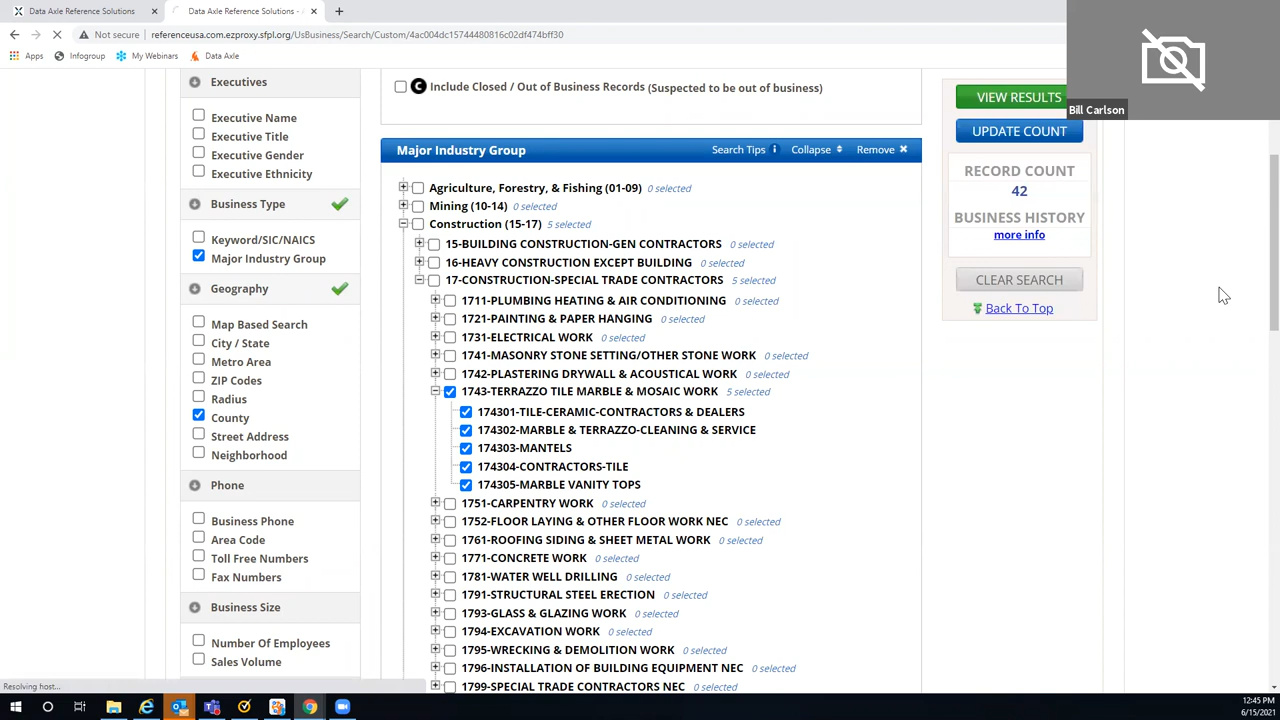 Data Axle Reference Solutions
Data Axle Reference Solutions - A
Not secure
referenceusa.com.ezproxy.sfpl.org/UsBusiness/Search/Custom/4ac004dc15744480816c02df474bff30
Apps
Infogroup
My Webinars
Data Axle
Bill Carlson
Executives
Executive Name
Executive Title
Executive Gender
Executive Ethnicity
Business Type
Keyword/SIC/NAICS
Major Industry Group
Geography
Map Based Search
City / State
Metro Area
ZIP Codes
Radius
County
Street Address
Neighborhood
Phone
Business Phone
Area Code
Toll Free Numbers
Fax Numbers
Business Size
Number Of Employees
Sales Volume
C Include Closed / Out of Business Records (Suspected to be out of business)
Major Industry Group Search Tips i Collapse Remove
Agriculture, Forestry, & Fishing (01-09) 0 selected
Mining (10-14) 0 selected
Construction (15-17) 5 selected
15-BUILDING CONSTRUCTION-GEN CONTRACTORS 0 selected
16-HEAVY CONSTRUCTION EXCEPT BUILDING 0 selected
17-CONSTRUCTION-SPECIAL TRADE CONTRACTORS 5 selected
1711-PLUMBING HEATING & AIR CONDITIONING 0 selected
1721-PAINTING & PAPER HANGING 0 selected
1731-ELECTRICAL WORK 0 selected
1741-MASONRY STONE SETTING/OTHER STONE WORK 0 selected
1742-PLASTERING DRYWALL & ACOUSTICAL WORK 0 selected
1743-TERRAZZO TILE MARBLE & MOSAIC WORK 5 selected
174301-TILE-CERAMIC-CONTRACTORS & DEALERS
174302-MARBLE & TERRAZZO-CLEANING & SERVICE
174303-MANTELS
174304-CONTRACTORS-TILE
174305-MARBLE VANITY TOPS
1751-CARPENTRY WORK 0 selected
1752-FLOOR LAYING & OTHER FLOOR WORK NEC 0 selected
1761-ROOFING SIDING & SHEET METAL WORK 0 selected
1771-CONCRETE WORK 0 selected
1781-WATER WELL DRILLING 0 selected
1791-STRUCTURAL STEEL ERECTION 0 selected
1793-GLASS & GLAZING WORK 0 selected
1794-EXCAVATION WORK 0 selected
1795-WRECKING & DEMOLITION WORK 0 selected
1796-INSTALLATION OF BUILDING EQUIPMENT NEC 0 selected
1799-SPECIAL TRADE CONTRACTORS NEC 0 selected
VIEW RESULTS
UPDATE COUNT
RECORD COUNT
42
BUSINESS HISTORY
more info
CLEAR SEARCH
Back To Top
Resolving host...
12:45 PM
6/15/2021